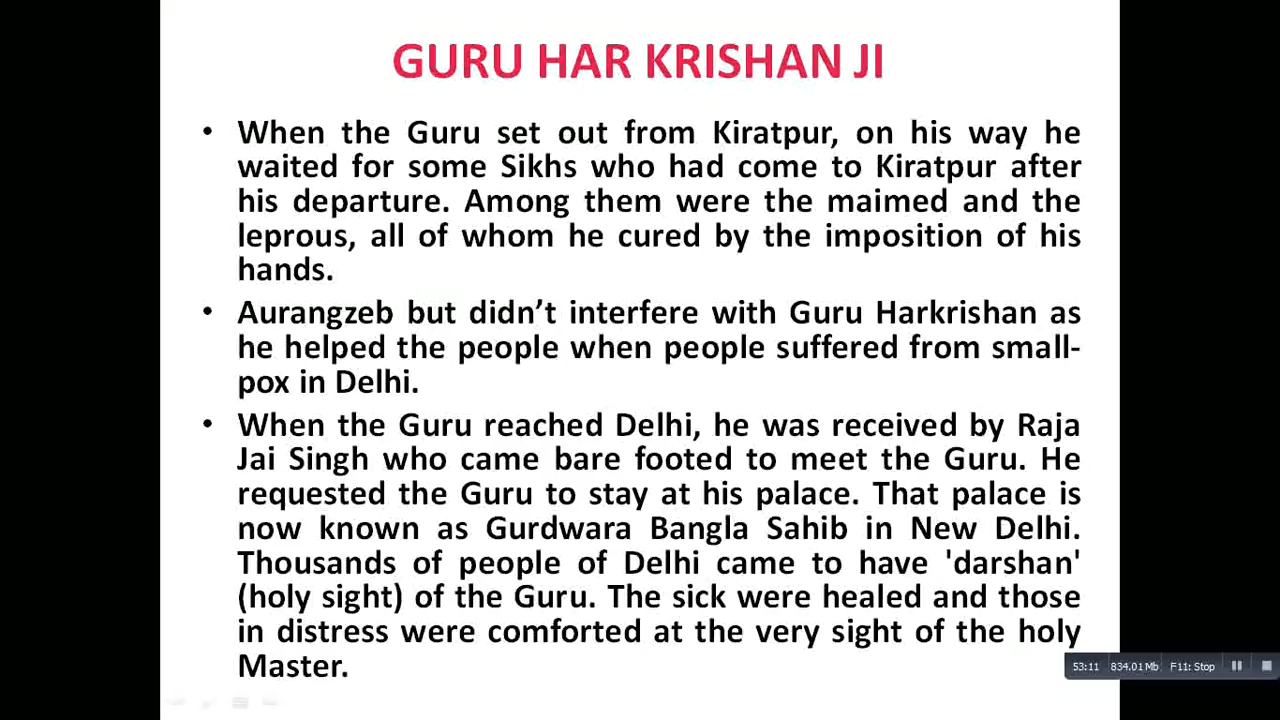 GURU HAR KRISHAN JI
• When the Guru set out from Kiratpur, on his way he
waited for some Sikhs who had come to Kiratpur after
his departure. Among them were the maimed and the
leprous, all of whom he cured by the imposition of his
hands.
• Aurangzeb but didn’t interfere with Guru Harkrishan as
he helped the people when people suffered from small-
pox in Delhi.
• When the Guru reached Delhi, he was received by Raja
Jai Singh who came bare footed to meet the Guru. He
requested the Guru to stay at his palace. That palace is
now known as Gurdwara Bangla Sahib in New Delhi.
Thousands of people of Delhi came to have 'darshan'
(holy sight) of the Guru. The sick were healed and those
in distress were comforted at the very sight of the holy
Master.
53:11 834.01 Mb F11: Stop